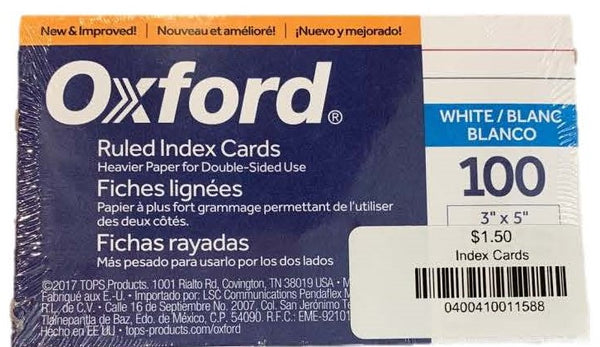 New & Improved! | Nouveau et amélioré! | ¡Nuevo y mejorado!
Oxford®
Ruled Index Cards
Heavier Paper for Double-Sided Use
Fiches lignées
Papier à plus fort grammage permettant de l'utiliser
des deux côtés.
Fichas rayadas
Más pesado para usarlo por los dos lados
©2017 TOPS Products. 1001 Rialto Rd, Covington, TN 38019 USA •
Fabriqué aux É.-U. • Importado por: LSC Communications Pendaflex
R.L. de C.V. • Calle 16 de Septiembre No. 2007, Col. San Jerónimo
Tlalnepantla de Baz, Edo. de México, C.P. 54090. R.F.C.: EME-92101
Hecho en EE UU • tops-products.com/oxford
WHITE / BLANC
BLANCO
100
3" x 5"
$1.50
Index Cards
0400410011588